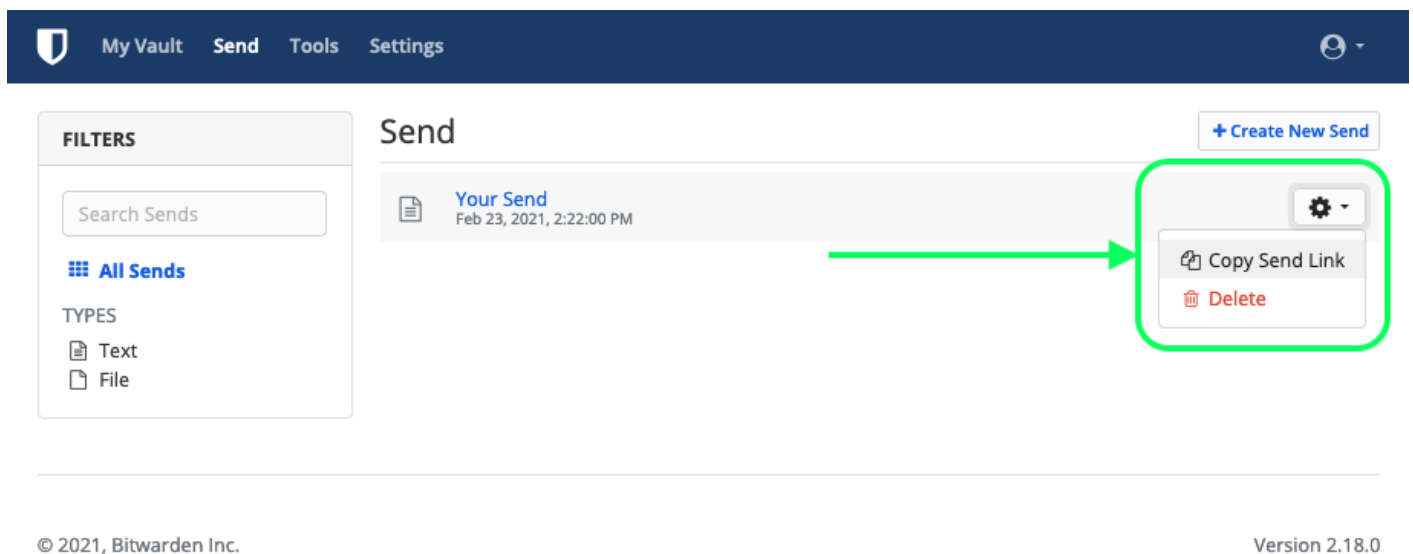 My Vault Send Tools Settings
FILTERS
Search Sends
All Sends
TYPES
Text
File
Send
+ Create New Send
Your Send
Feb 23, 2021, 2:22:00 PM
Copy Send Link
Delete
© 2021, Bitwarden Inc.
Version 2.18.0